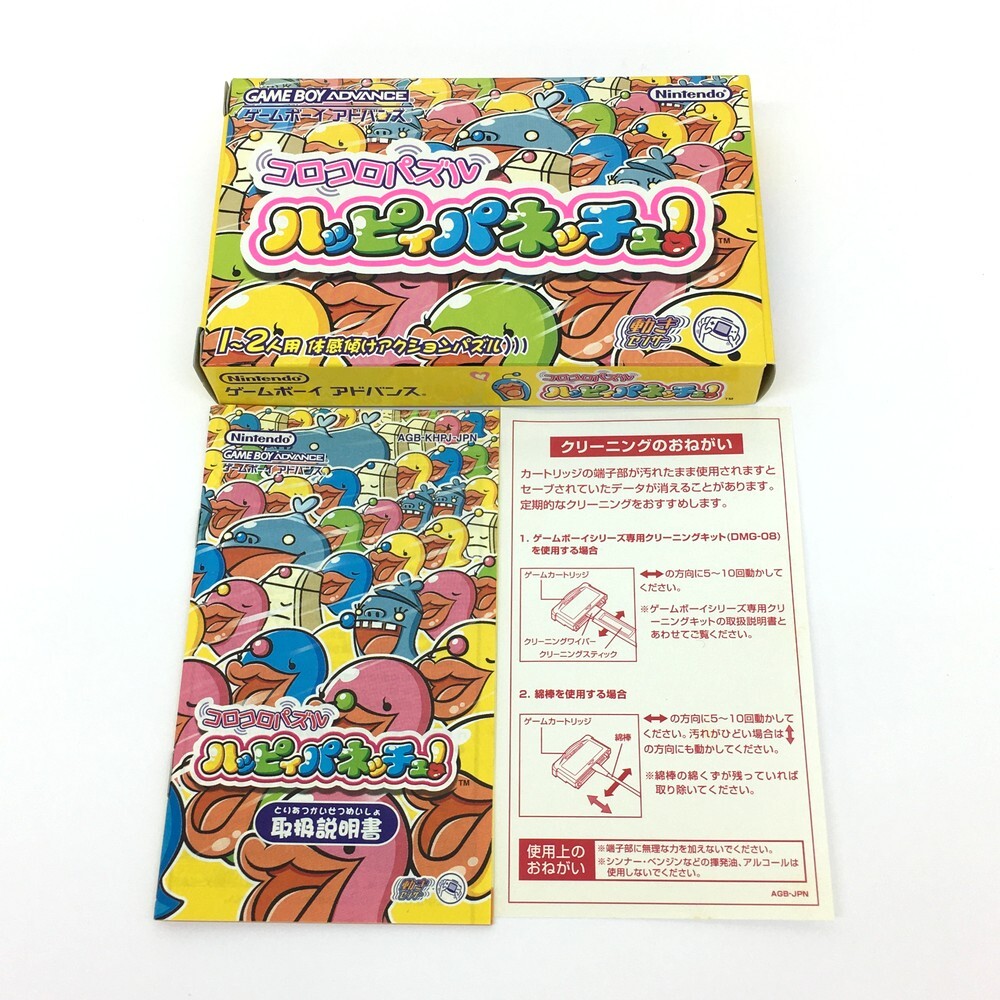 GAME BOY ADVANCE
ゲームボーイ アドバンス
Nintendo®
コロコロパズル
ハッピィパネッチュ!
TM
1〜2人用 体感傾けアクションパズル
動きセンサー
Nintendo®
ゲームボーイ アドバンス®
コロコロパズル
ハッピィパネッチュ!
TM
Nintendo®
AGB-KHPJ-JPN
GAME BOY ADVANCE
ゲームボーイ アドバンス
コロコロパズル
ハッピィパネッチュ!
TM
とりあつかいせつめいしょ
取扱説明書
動きセンサー
クリーニングのおねがい
カートリッジの端子部が汚れたまま使用されますと
セーブされていたデータが消えることがあります。
定期的なクリーニングをおすすめします。
1. ゲームボーイシリーズ専用クリーニングキット(DMG-08)
を使用する場合
ゲームカートリッジ
クリーニングワイパー
クリーニングスティック
⟷の方向に5〜10回動かして
ください。
※ゲームボーイシリーズ専用クリ
ーニングキットの取扱説明書と
あわせてご覧ください。
2. 綿棒を使用する場合
ゲームカートリッジ
綿棒
⟷の方向に5〜10回動かして
ください。汚れがひどい場合は↕
の方向にも動かしてください。
※綿棒の綿くずが残っていれば
取り除いてください。
使用上の
おねがい
※端子部に無理な力を加えないでください。
※シンナー・ベンジンなどの揮発油、アルコールは
使用しないでください。
AGB-JPN